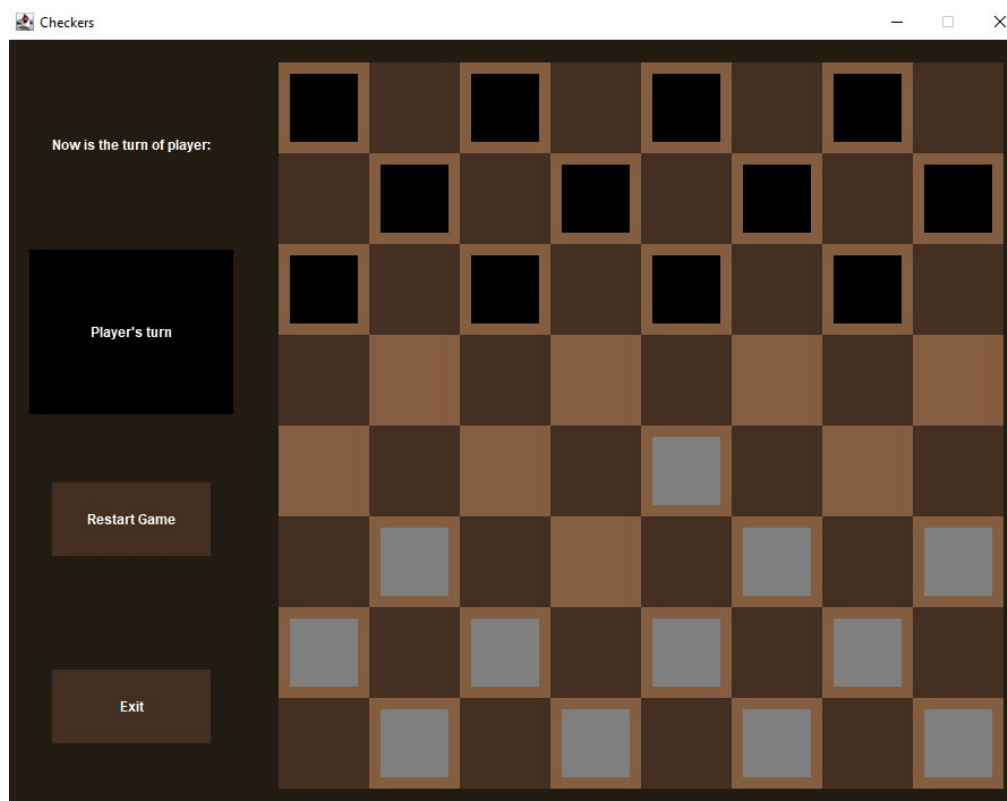 Checkers
Now is the turn of player:
Player's turn
Restart Game
Exit